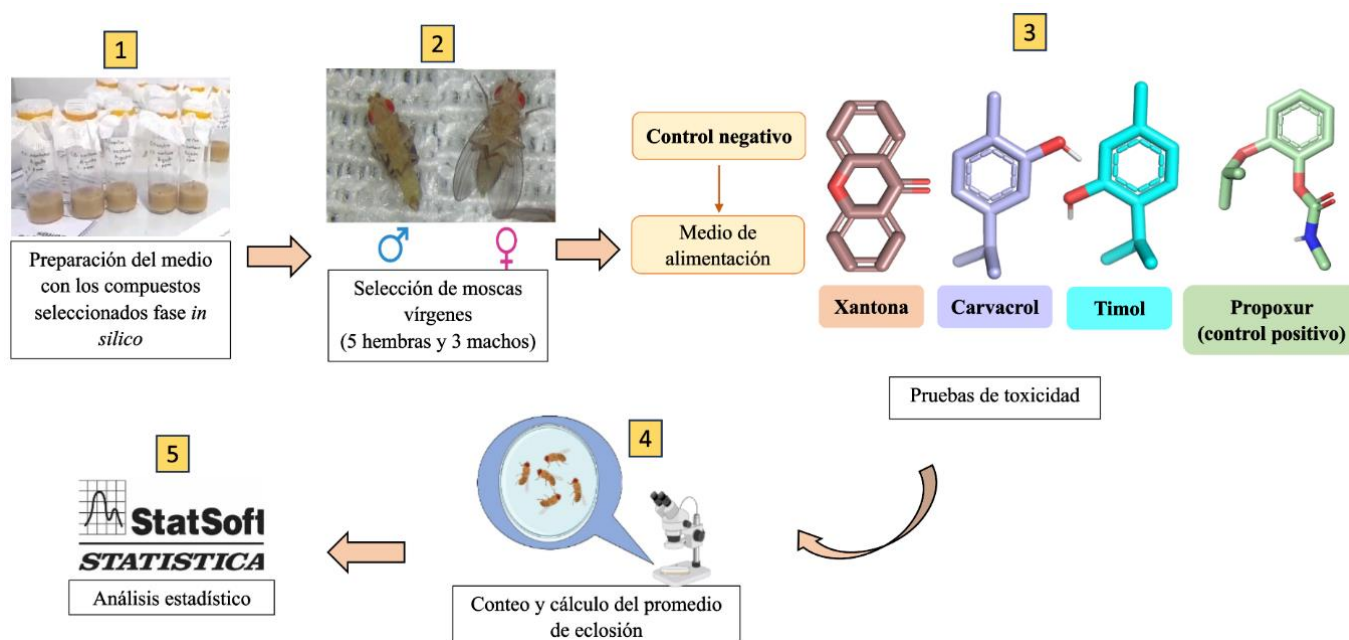 1
Preparación del medio
con los compuestos
seleccionados fase in
silico
2
Selección de moscas
vírgenes
(5 hembras y 3 machos)
3
Control negativo
Medio de
alimentación
Xantona
Carvacrol
Timol
Propoxur
(control positivo)
Pruebas de toxicidad
4
Conteo y cálculo del promedio
de eclosión
5
StatSoft
STATISTICA
Análisis estadístico